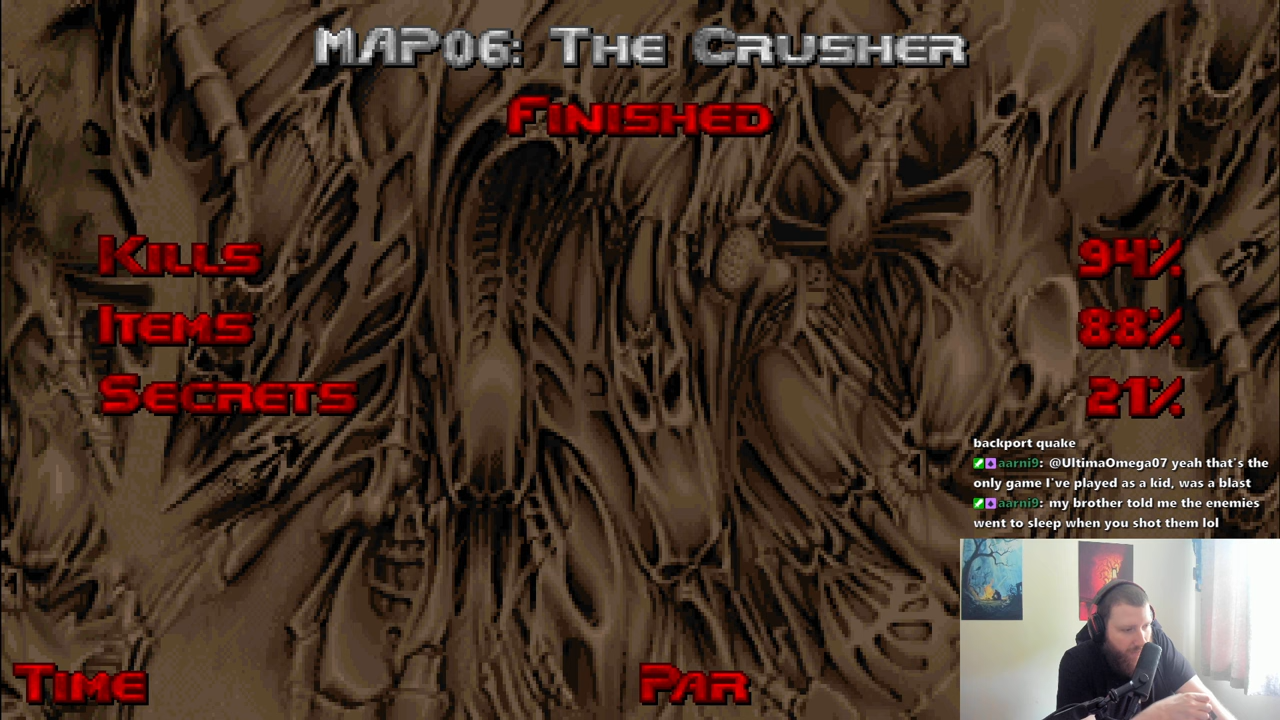 MAP06: The Crusher
Finished
Kills 94%
Items 88%
Secrets 21%
backport quake
aarni9: @UltimaOmega07 yeah that's the
only game I've played as a kid, was a blast
aarni9: my brother told me the enemies
went to sleep when you shot them lol
Time Par